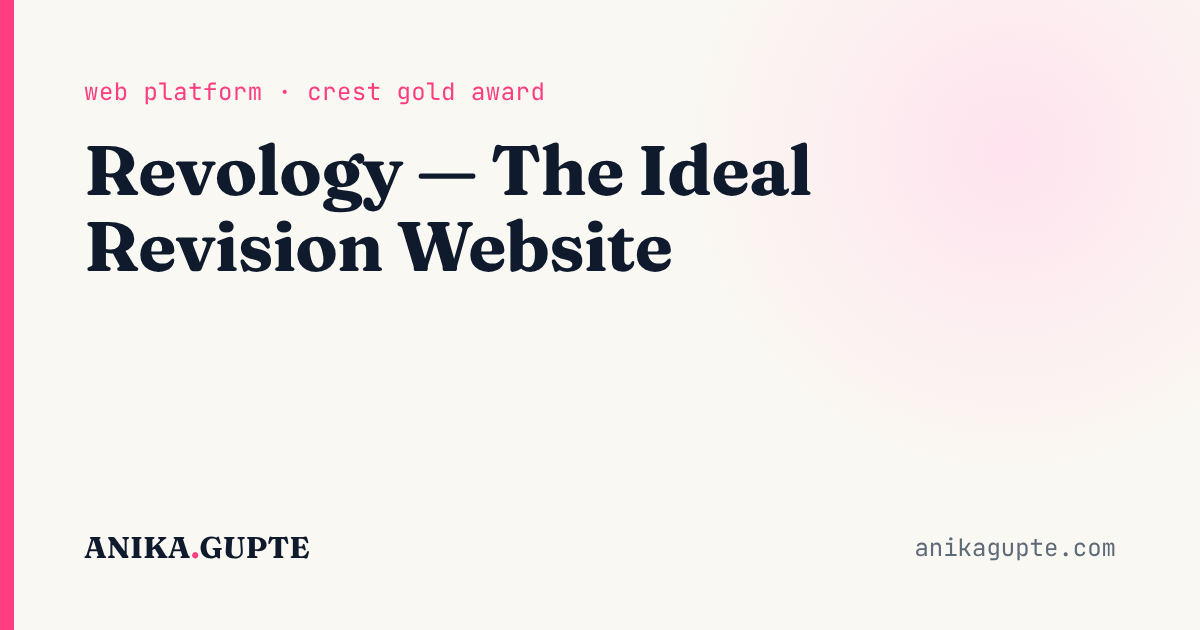 web platform · crest gold award
Revology — The Ideal
Revision Website
ANIKA.GUPTE
anikagupte.com